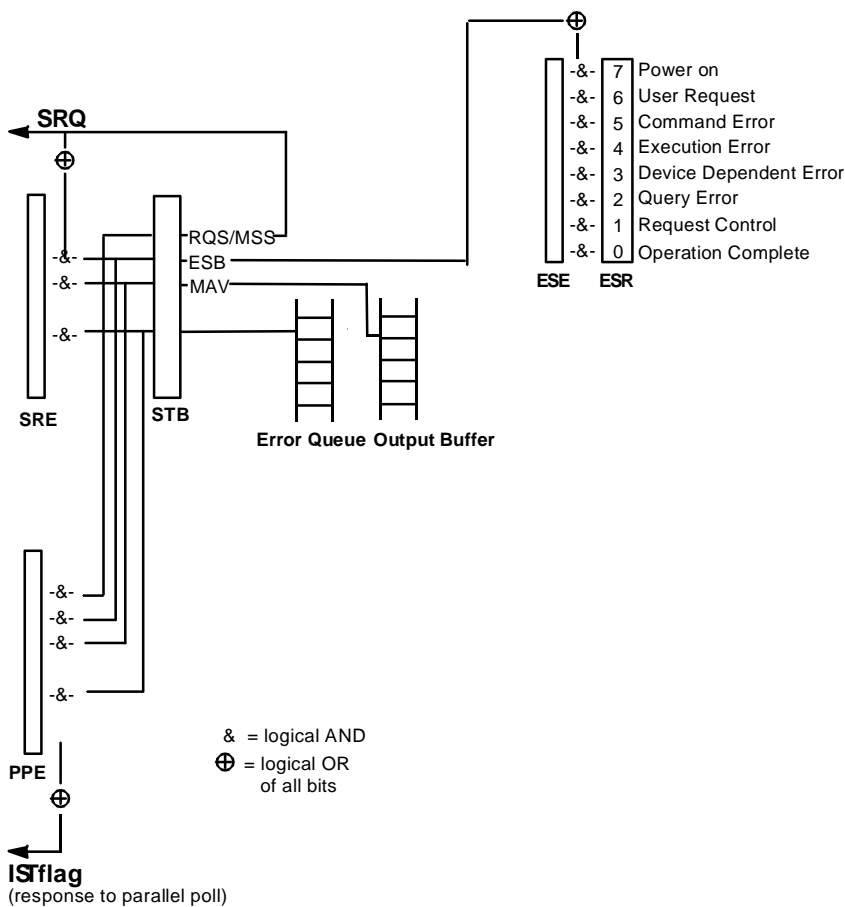 -&- 7 Power on
-&- 6 User Request
-&- 5 Command Error
-&- 4 Execution Error
-&- 3 Device Dependent Error
-&- 2 Query Error
-&- 1 Request Control
-&- 0 Operation Complete
ESE ESR
SRQ
RQS/MSS
-&- ESB
-&- MAV
-&-
SRE STB
Error Queue Output Buffer
-&-
-&-
-&-
-&-
PPE
& = logical AND
⊕ = logical OR
of all bits
ISTflag
(response to parallel poll)